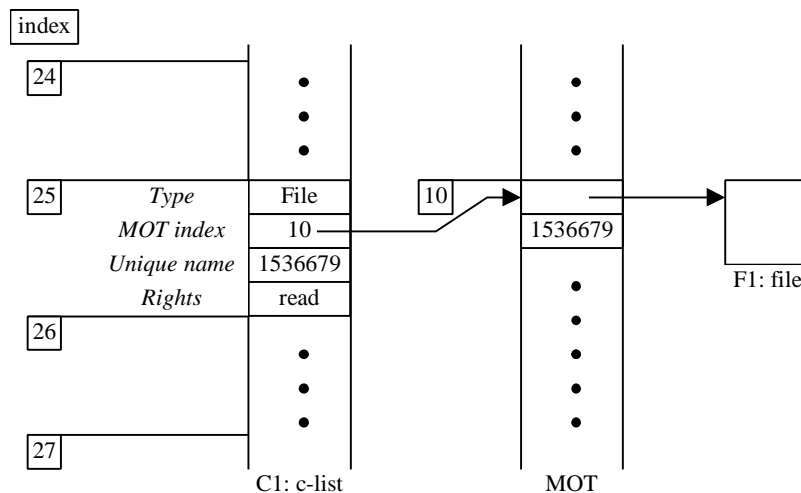 index
24
25
Type File
10
MOT index 10
1536679
Unique name 1536679
Rights read
F1: file
26
27
C1: c-list
MOT